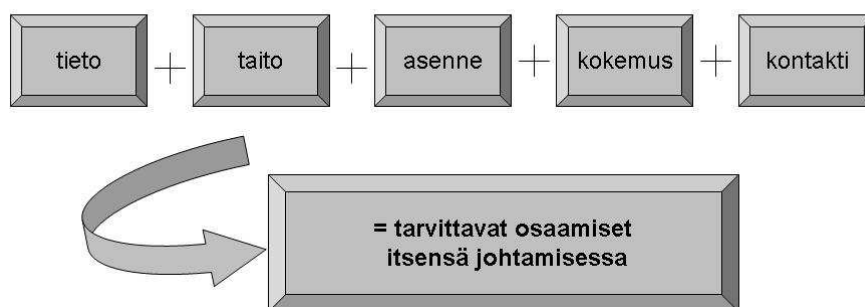 tieto + taito + asenne + kokemus + kontakti
= tarvittavat osaamiset
itsensä johtamisessa